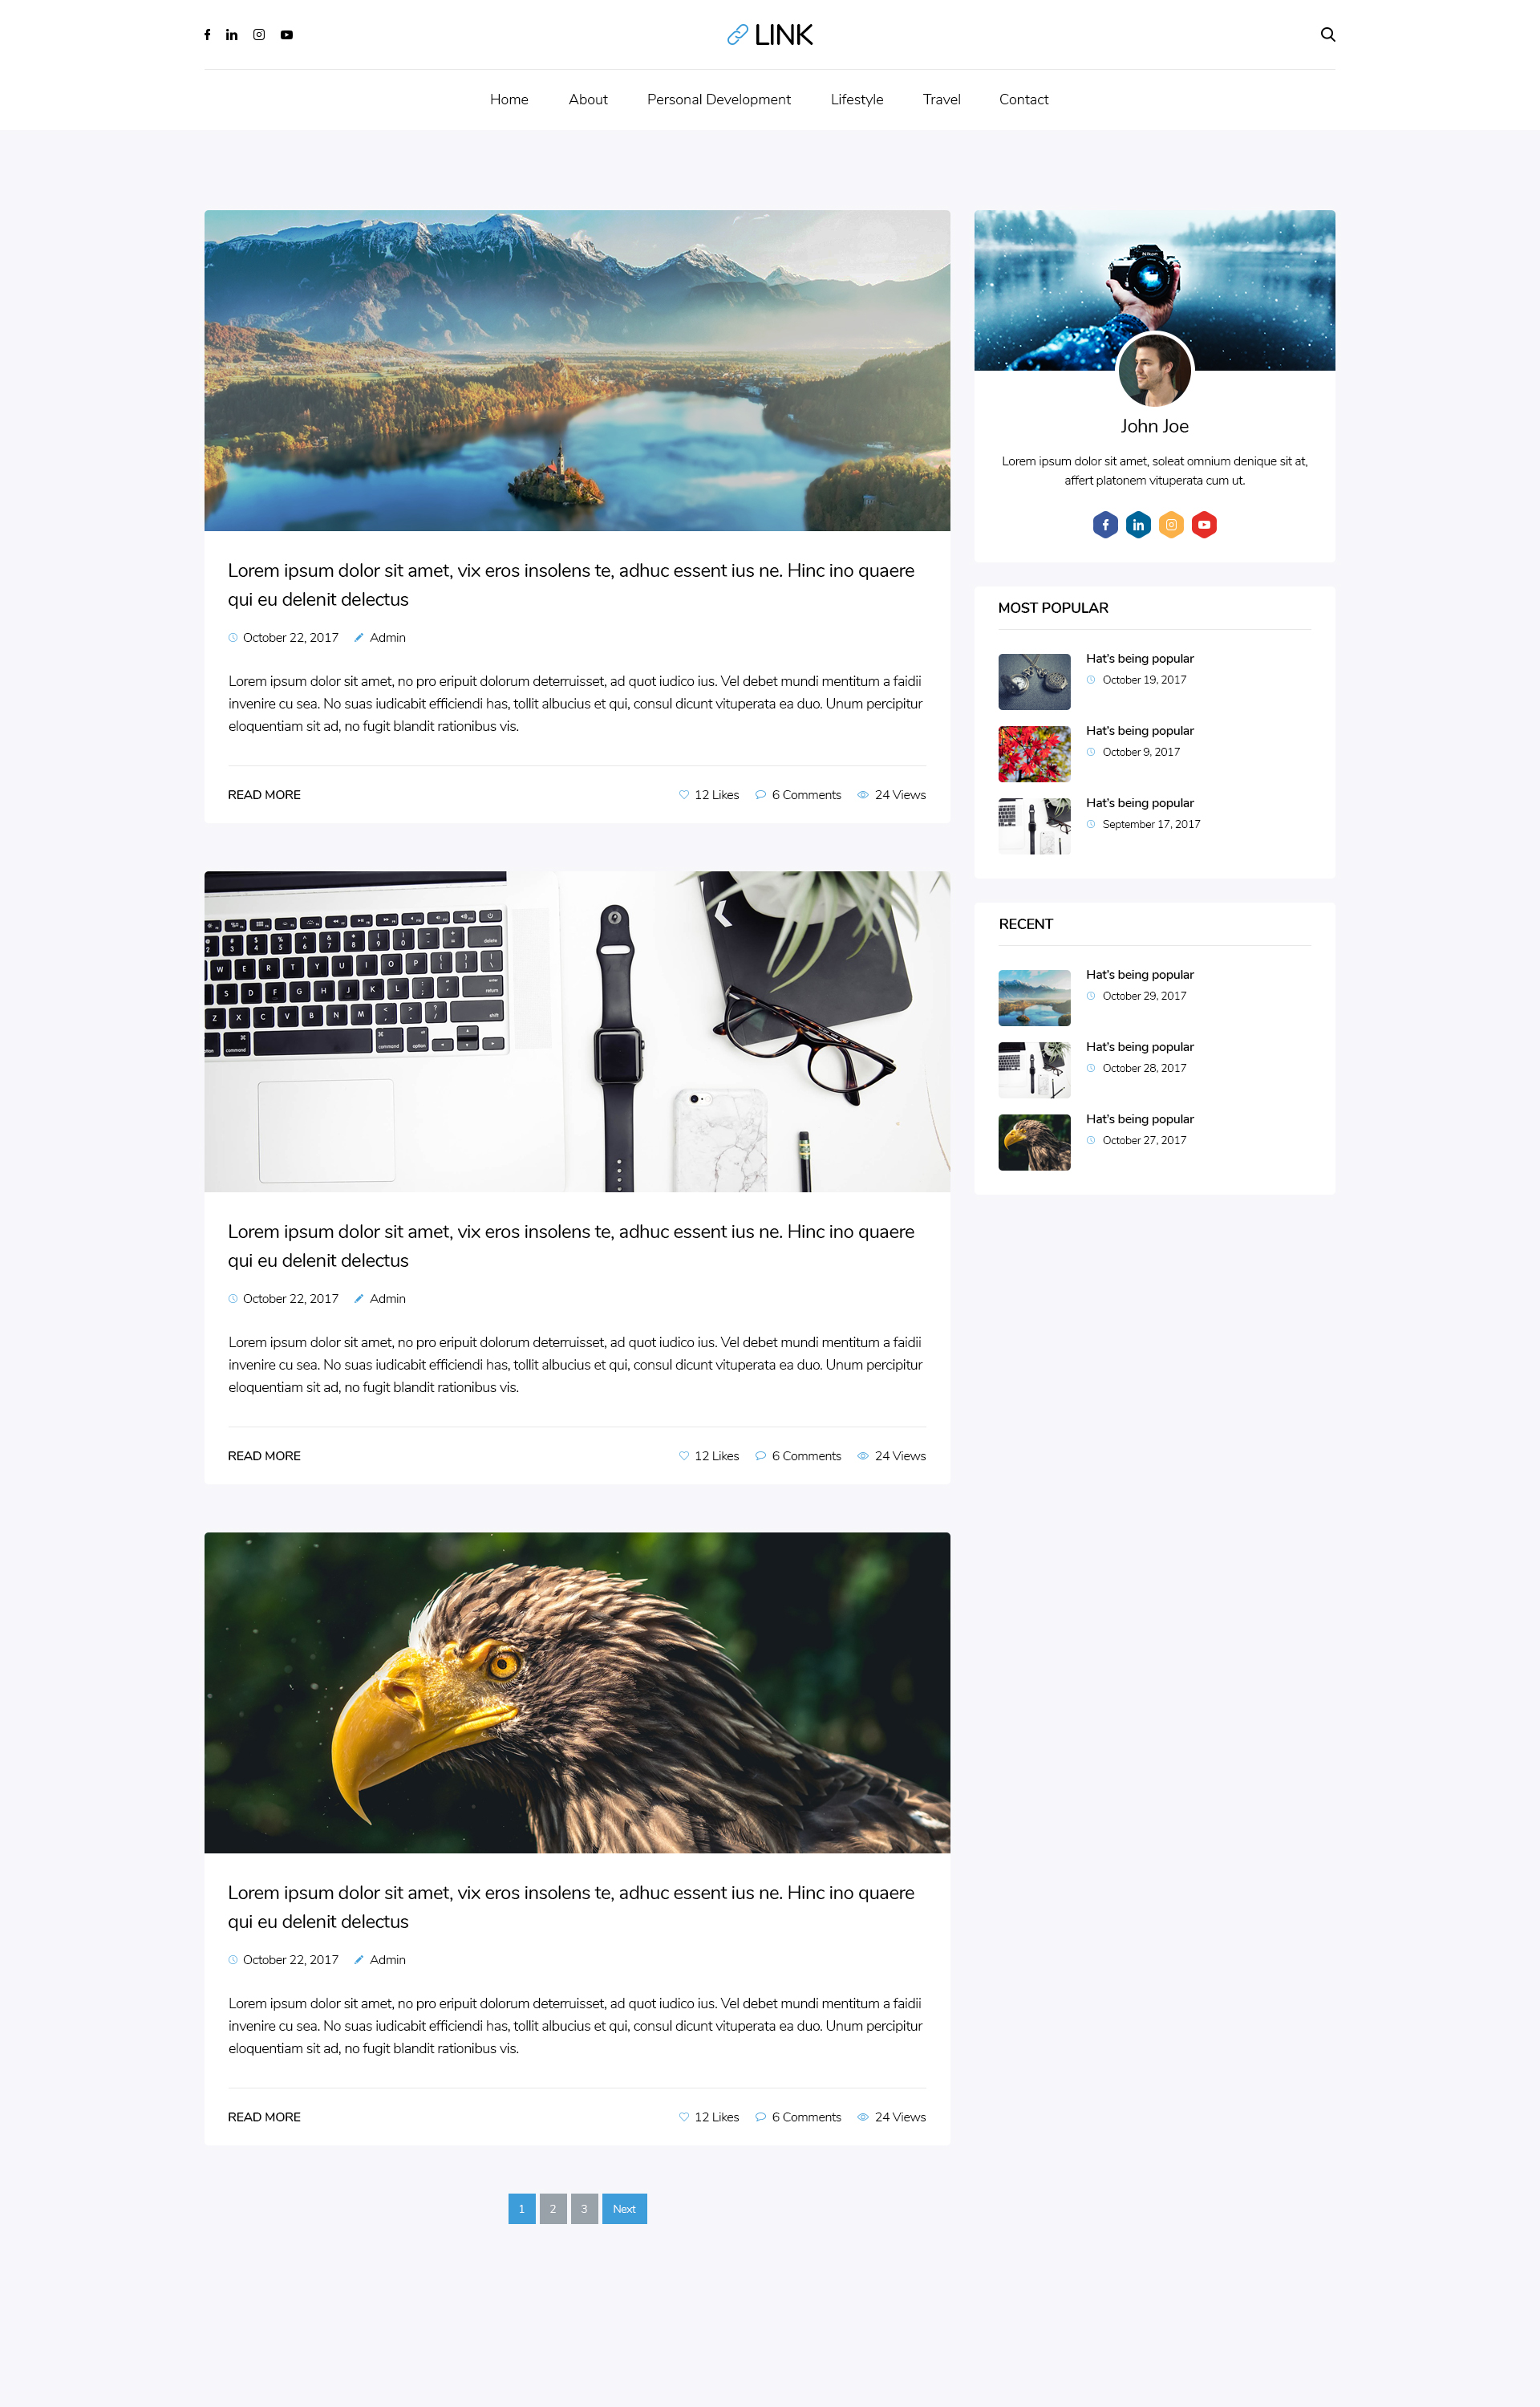 LINK
Home About Personal Development Lifestyle Travel Contact
Lorem ipsum dolor sit amet, vix eros insolens te, adhuc essent ius ne. Hinc ino quaere
qui eu delenit delectus
October 22, 2017 Admin
Lorem ipsum dolor sit amet, no pro eripuit dolorum deterruisset, ad quot iudico ius. Vel debet mundi mentitum a faidii
invenire cu sea. No suas iudicabit efficiendi has, tollit albucius et qui, consul dicunt vituperata ea duo. Unum percipitur
eloquentiam sit ad, no fugit blandit rationibus vis.
READ MORE 12 Likes 6 Comments 24 Views
Lorem ipsum dolor sit amet, vix eros insolens te, adhuc essent ius ne. Hinc ino quaere
qui eu delenit delectus
October 22, 2017 Admin
Lorem ipsum dolor sit amet, no pro eripuit dolorum deterruisset, ad quot iudico ius. Vel debet mundi mentitum a faidii
invenire cu sea. No suas iudicabit efficiendi has, tollit albucius et qui, consul dicunt vituperata ea duo. Unum percipitur
eloquentiam sit ad, no fugit blandit rationibus vis.
READ MORE 12 Likes 6 Comments 24 Views
Lorem ipsum dolor sit amet, vix eros insolens te, adhuc essent ius ne. Hinc ino quaere
qui eu delenit delectus
October 22, 2017 Admin
Lorem ipsum dolor sit amet, no pro eripuit dolorum deterruisset, ad quot iudico ius. Vel debet mundi mentitum a faidii
invenire cu sea. No suas iudicabit efficiendi has, tollit albucius et qui, consul dicunt vituperata ea duo. Unum percipitur
eloquentiam sit ad, no fugit blandit rationibus vis.
READ MORE 12 Likes 6 Comments 24 Views
1 2 3 Next
Nikon
John Joe
Lorem ipsum dolor sit amet, soleat omnium denique sit at,
affert platonem vituperata cum ut.
MOST POPULAR
Hat's being popular
October 19, 2017
Hat's being popular
October 9, 2017
Hat's being popular
September 17, 2017
RECENT
Hat's being popular
October 29, 2017
Hat's being popular
October 28, 2017
Hat's being popular
October 27, 2017